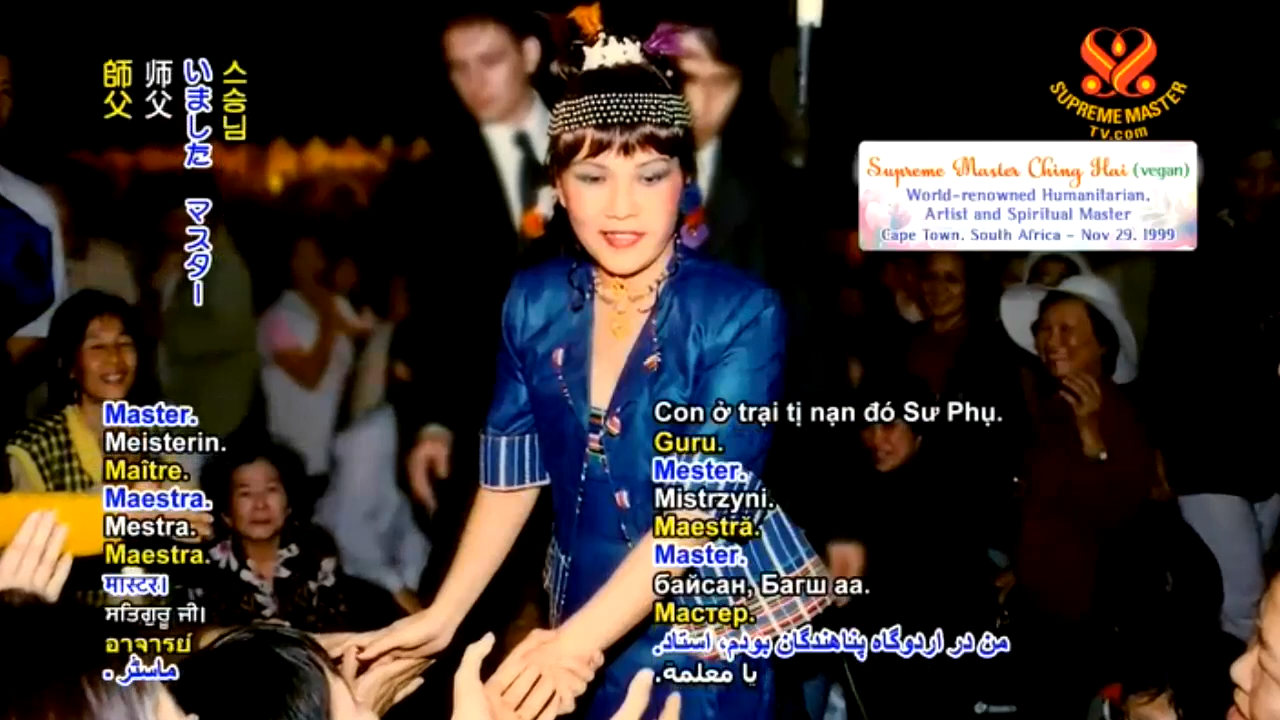 師父
师父
いました マスター
스승님
SUPREME MASTER
TV.com
Supreme Master Ching Hai (vegan)
World-renowned Humanitarian,
Artist and Spiritual Master
Cape Town, South Africa – Nov 29, 1999
Master.
Meisterin.
Maître.
Maestra.
Mestra.
Maestra.
मास्टर।
ਸਤਿਗੁਰੂ ਜੀ।
อาจารย์
ماسٹر۔
Con ở trại tị nạn đó Sư Phụ.
Guru.
Mester.
Mistrzyni.
Maestră.
Master.
байсан, Багш аа.
Мастер.
من در اردوگاه پناهندگان بودم، استاد.
يا معلمة.